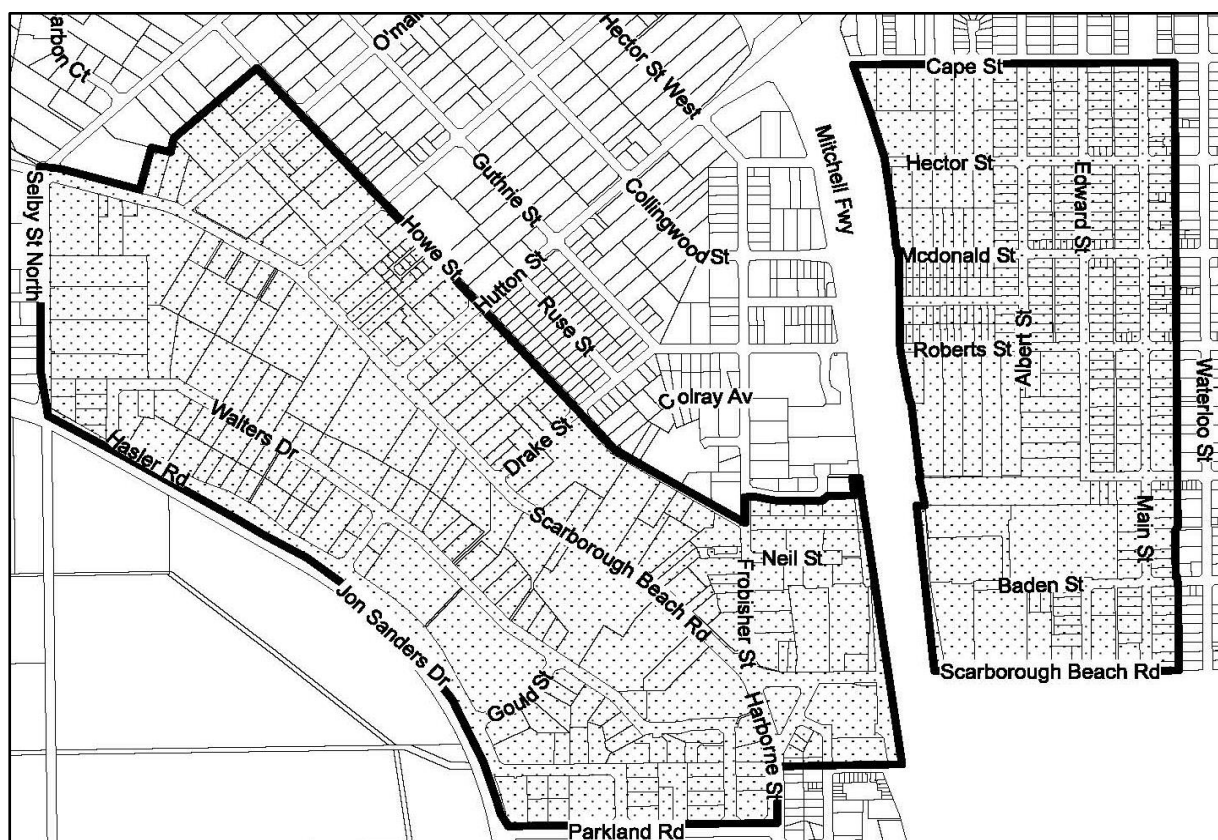 O'mall
Hector St West
arbon Ct
Cape St
Mitchell Fwy
Hector St
Edward St
Guthrie St
Collingwood St
Selby St North
Howe St
Mcdonald St
Hutton St
Ruse St
Roberts St
Albert St
Waterloo St
Colray Av
Walters Dr
Drake St
Hasler Rd
Main St
Scarborough Beach Rd
Neil St
Frobisher St
Baden St
Jon Sanders Dr
Scarborough Beach Rd
Gould St
Harborne St
Parkland Rd